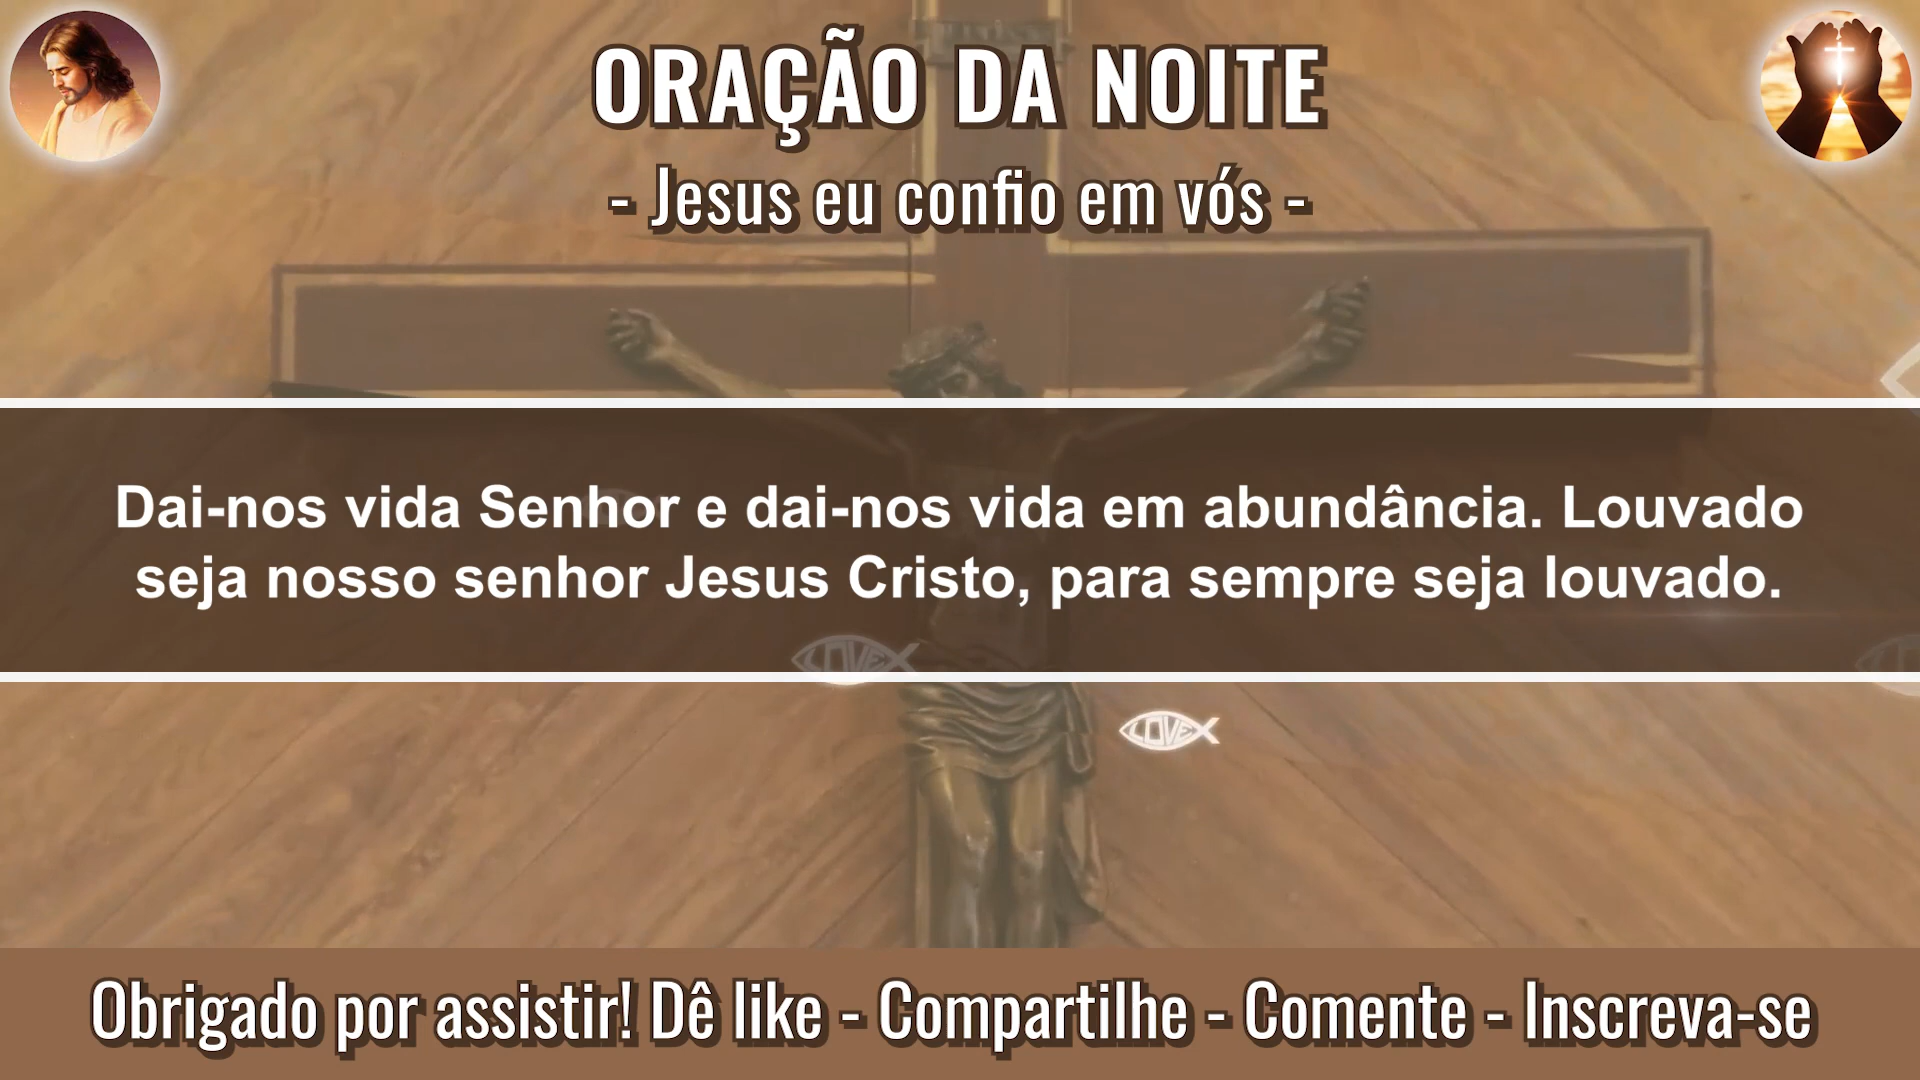 ORAÇÃO DA NOITE
- Jesus eu confio em vós -
Dai-nos vida Senhor e dai-nos vida em abundância. Louvado
seja nosso senhor Jesus Cristo, para sempre seja louvado.
LOVE
LOVE
Obrigado por assistir! Dê like - Compartilhe - Comente - Inscreva-se